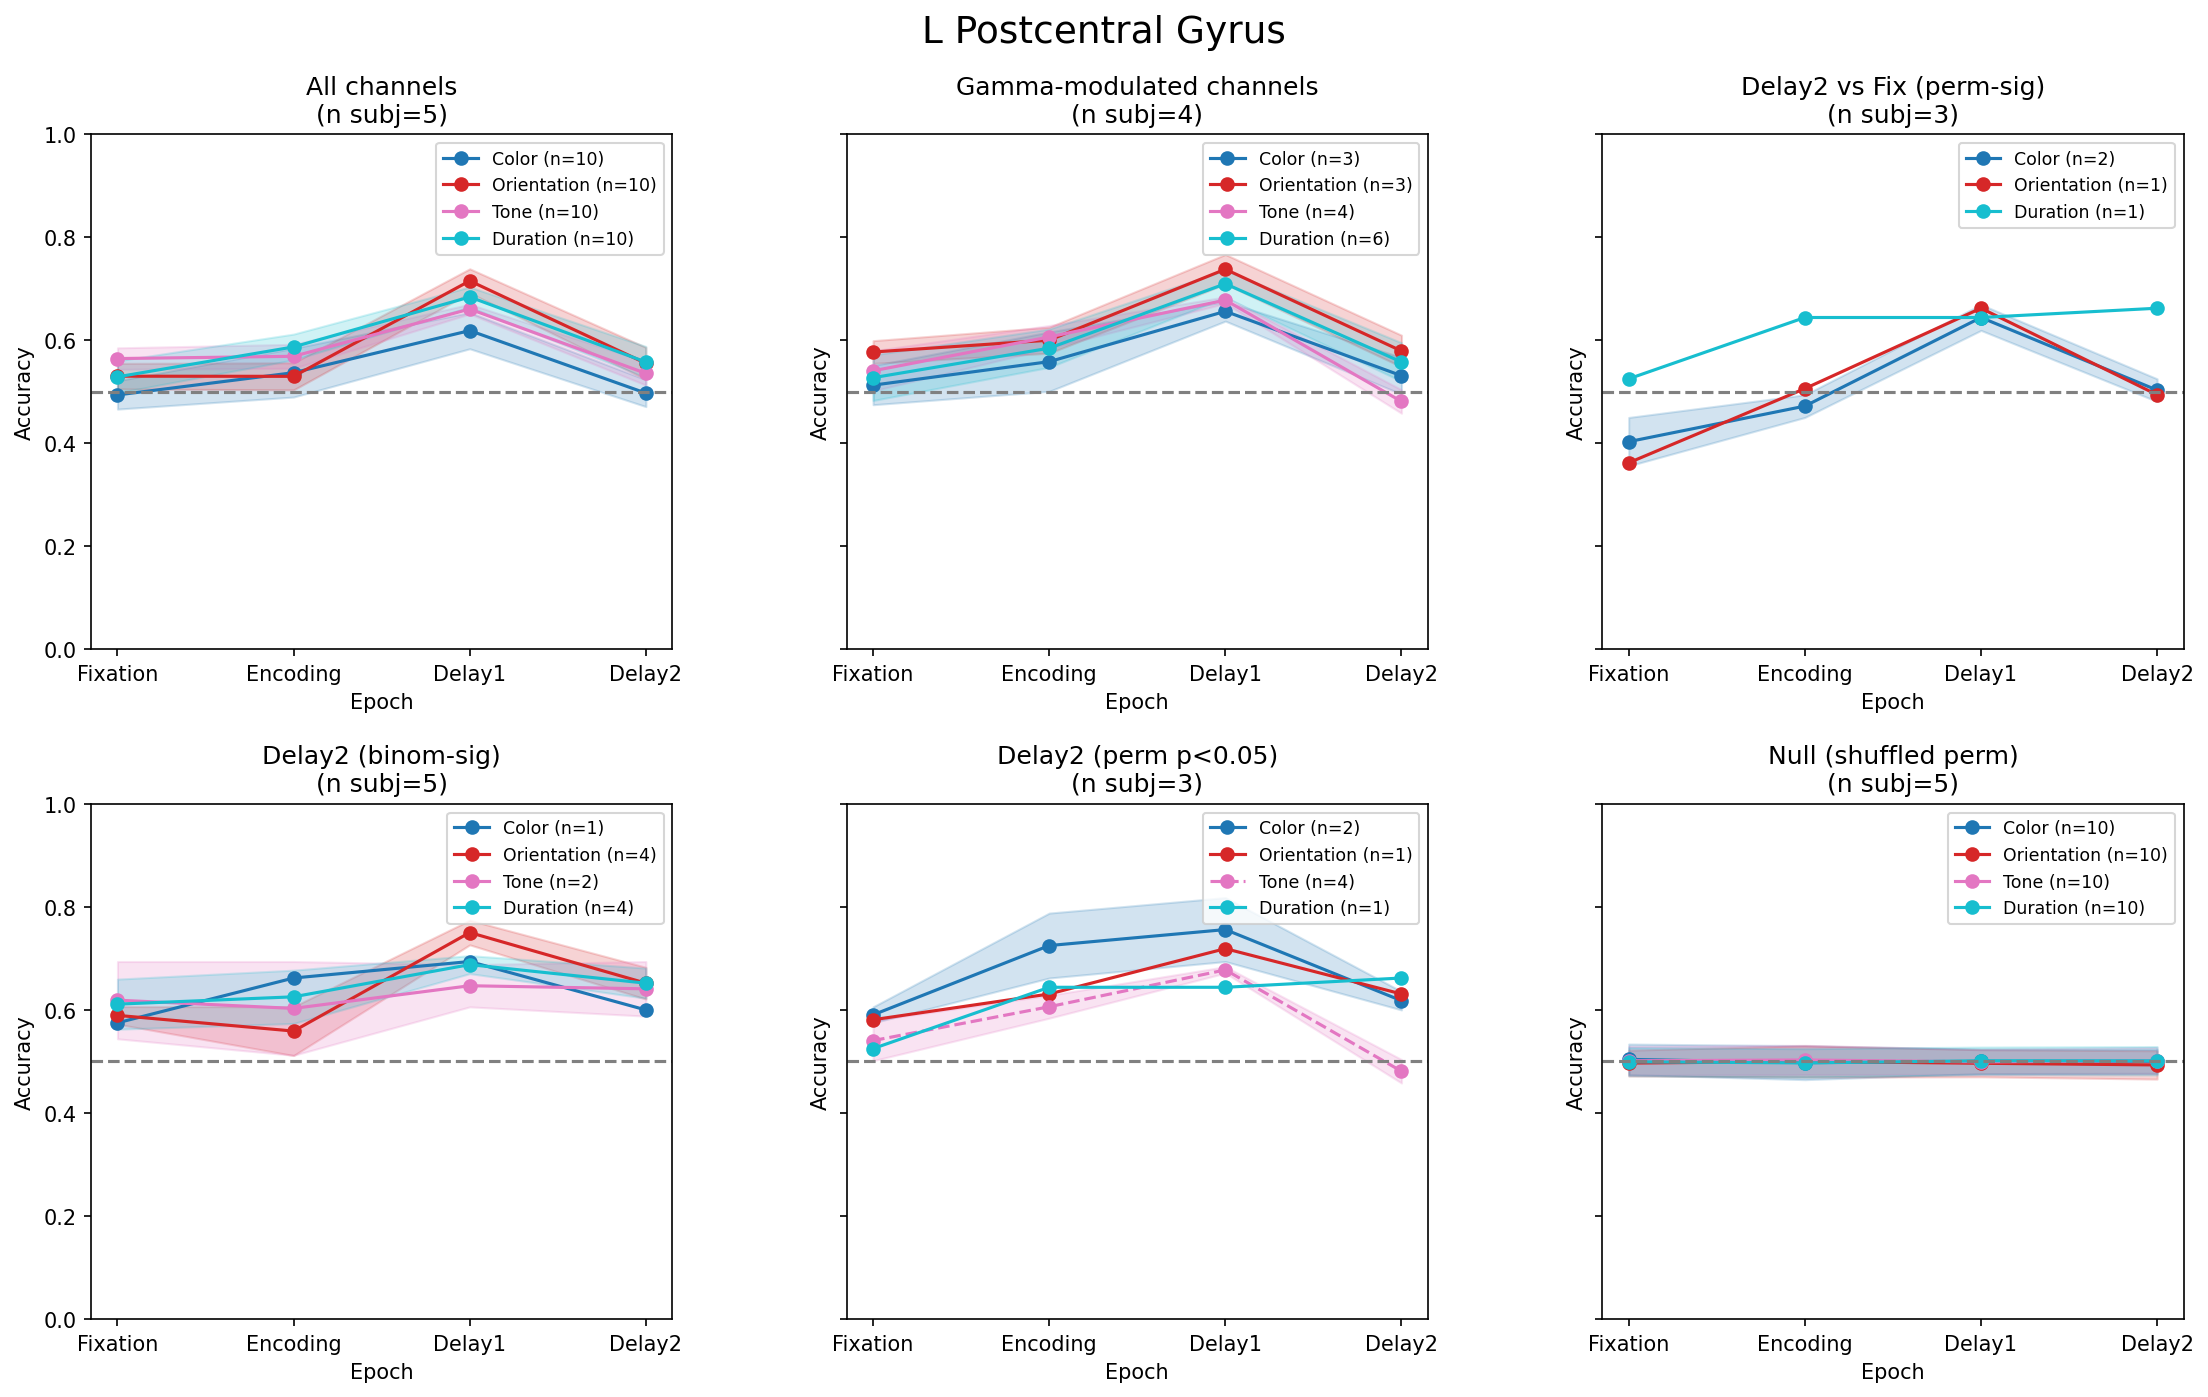 L Postcentral Gyrus
All channels
(n subj=5)
Accuracy
1.0
0.8
0.6
0.4
0.2
0.0
Color (n=10)
Orientation (n=10)
Tone (n=10)
Duration (n=10)
Fixation Encoding Delay1 Delay2
Epoch
Gamma-modulated channels
(n subj=4)
Accuracy
Color (n=3)
Orientation (n=3)
Tone (n=4)
Duration (n=6)
Fixation Encoding Delay1 Delay2
Epoch
Delay2 vs Fix (perm-sig)
(n subj=3)
Accuracy
Color (n=2)
Orientation (n=1)
Duration (n=1)
Fixation Encoding Delay1 Delay2
Epoch
Delay2 (binom-sig)
(n subj=5)
Accuracy
1.0
0.8
0.6
0.4
0.2
0.0
Color (n=1)
Orientation (n=4)
Tone (n=2)
Duration (n=4)
Fixation Encoding Delay1 Delay2
Epoch
Delay2 (perm p<0.05)
(n subj=3)
Accuracy
Color (n=2)
Orientation (n=1)
Tone (n=4)
Duration (n=1)
Fixation Encoding Delay1 Delay2
Epoch
Null (shuffled perm)
(n subj=5)
Accuracy
Color (n=10)
Orientation (n=10)
Tone (n=10)
Duration (n=10)
Fixation Encoding Delay1 Delay2
Epoch